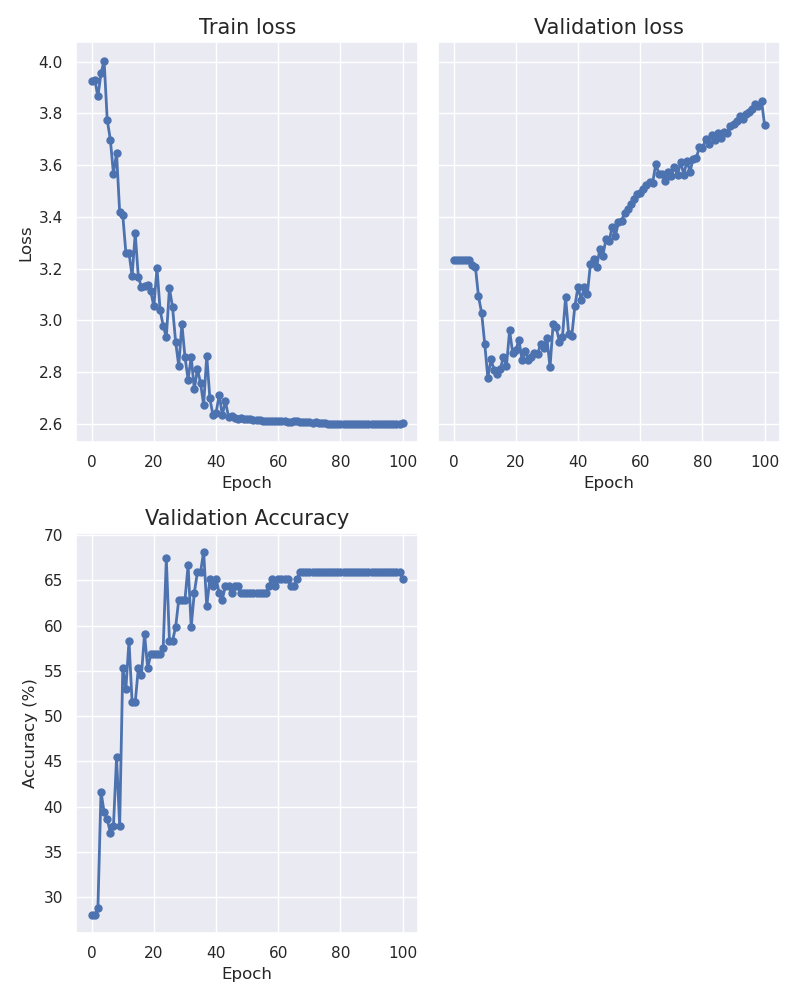 Train loss
Validation loss
4.0
3.8
3.6
3.4
3.2
3.0
2.8
2.6
Loss
0 20 40 60 80 100
0 20 40 60 80 100
Epoch
Epoch
Validation Accuracy
70
65
60
55
50
45
40
35
30
Accuracy (%)
0 20 40 60 80 100
Epoch